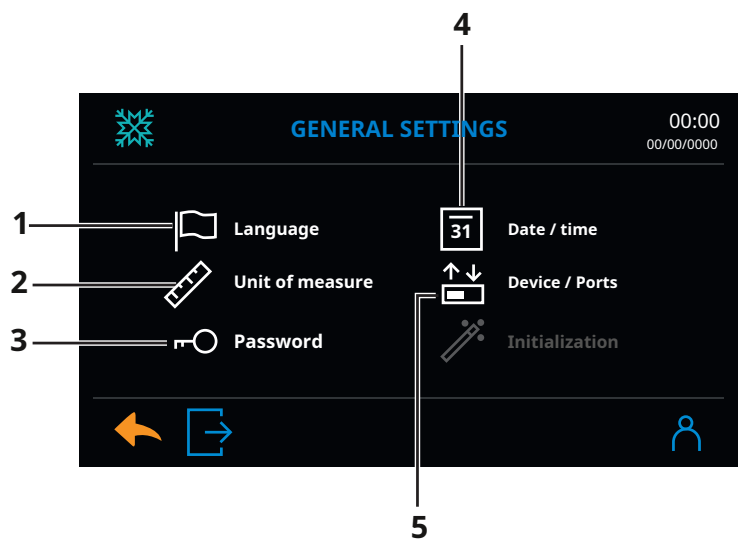 4
GENERAL SETTINGS
00:00
00/00/0000
1
Language
31
Date / time
2
Unit of measure
Device / Ports
3
Password
Initialization
5